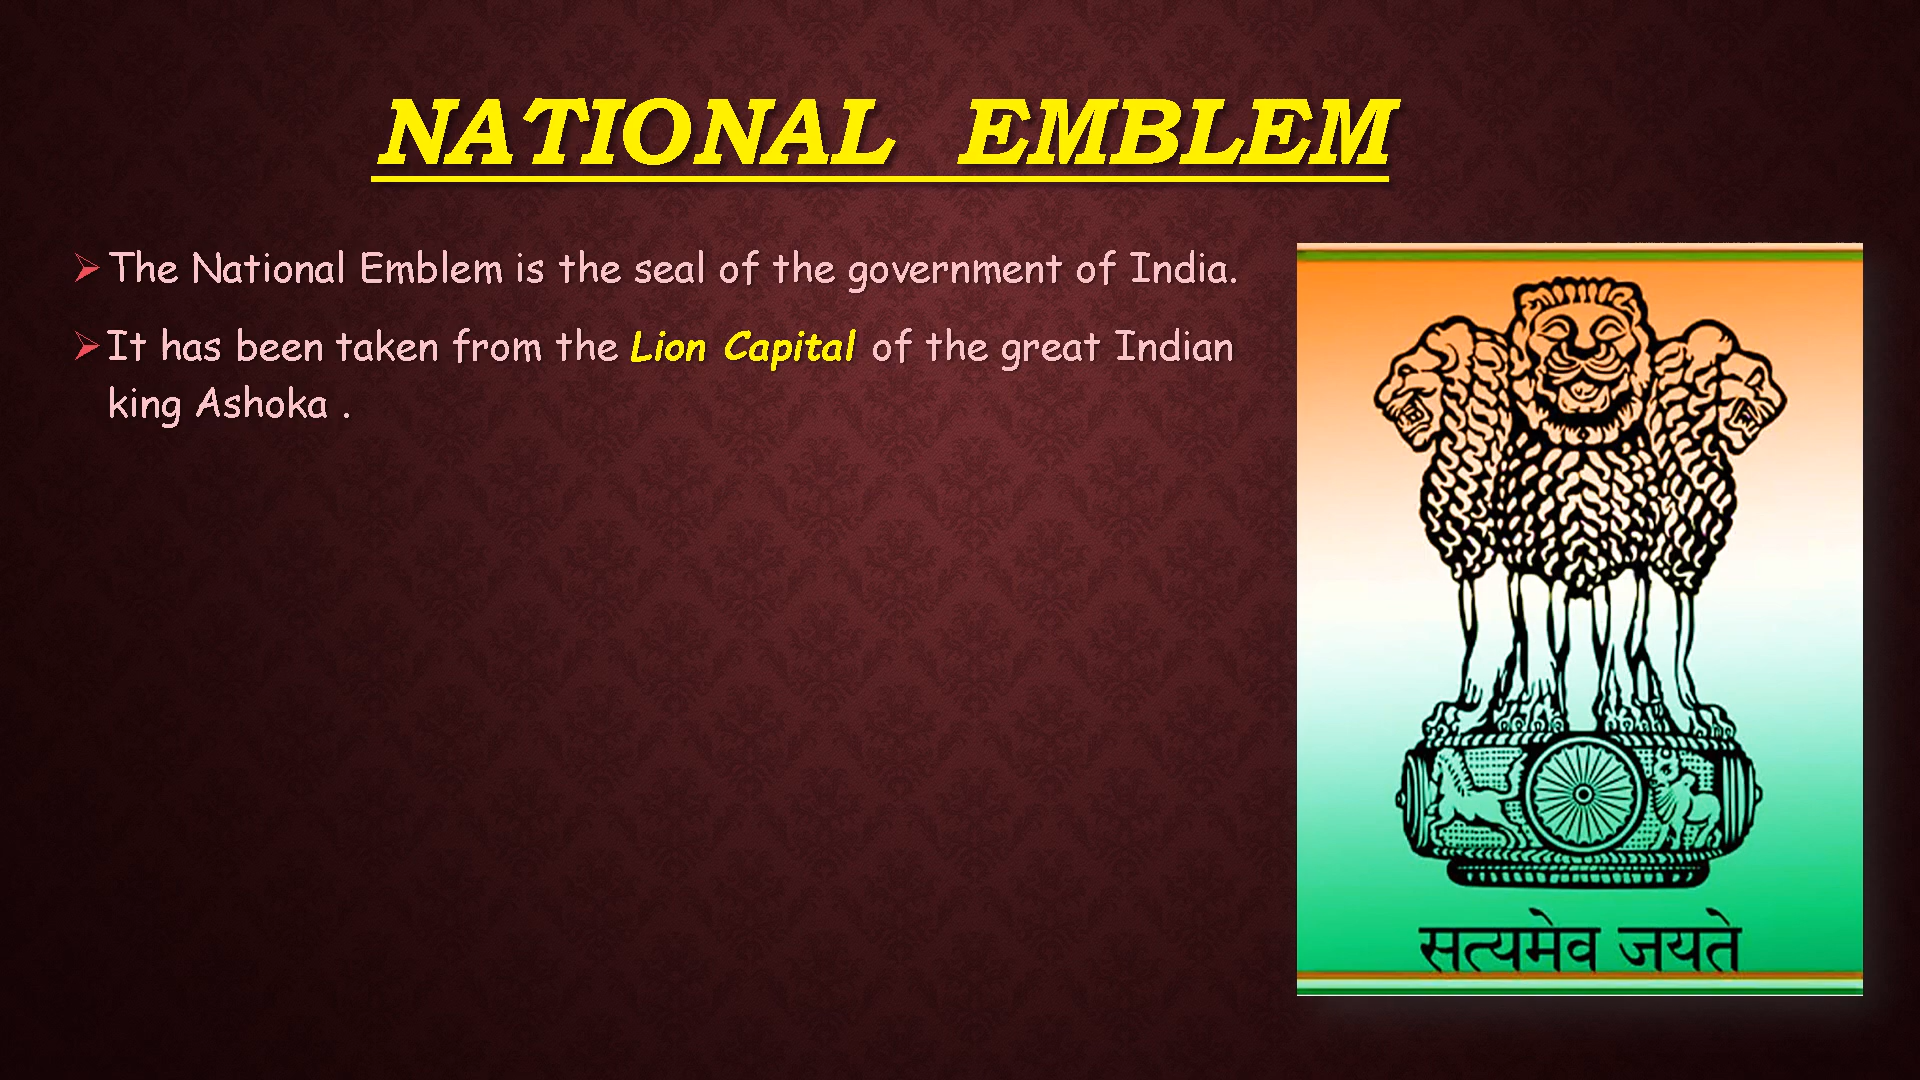 NATIONAL EMBLEM
➢The National Emblem is the seal of the government of India.
➢It has been taken from the Lion Capital of the great Indian
king Ashoka .
सत्यमेव जयते